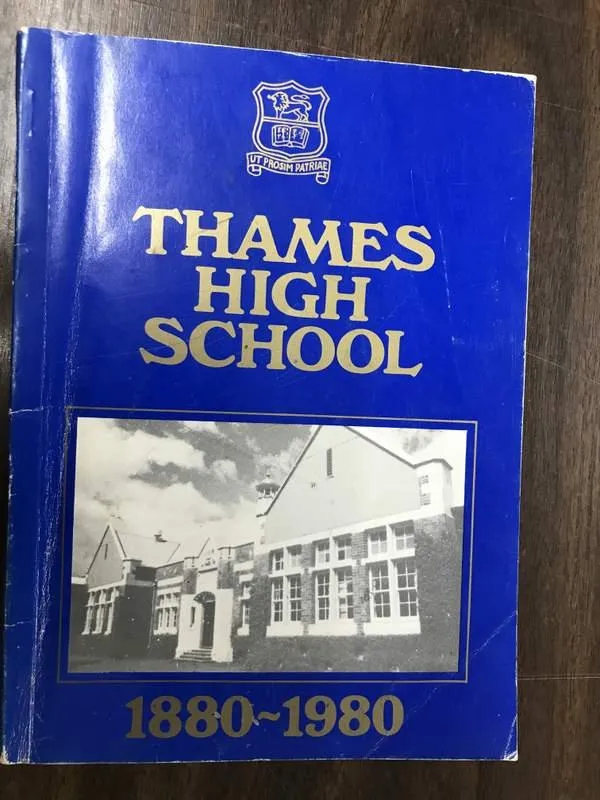 UT PROSIM PATRIAE
THAMES
HIGH
SCHOOL
1880~1980